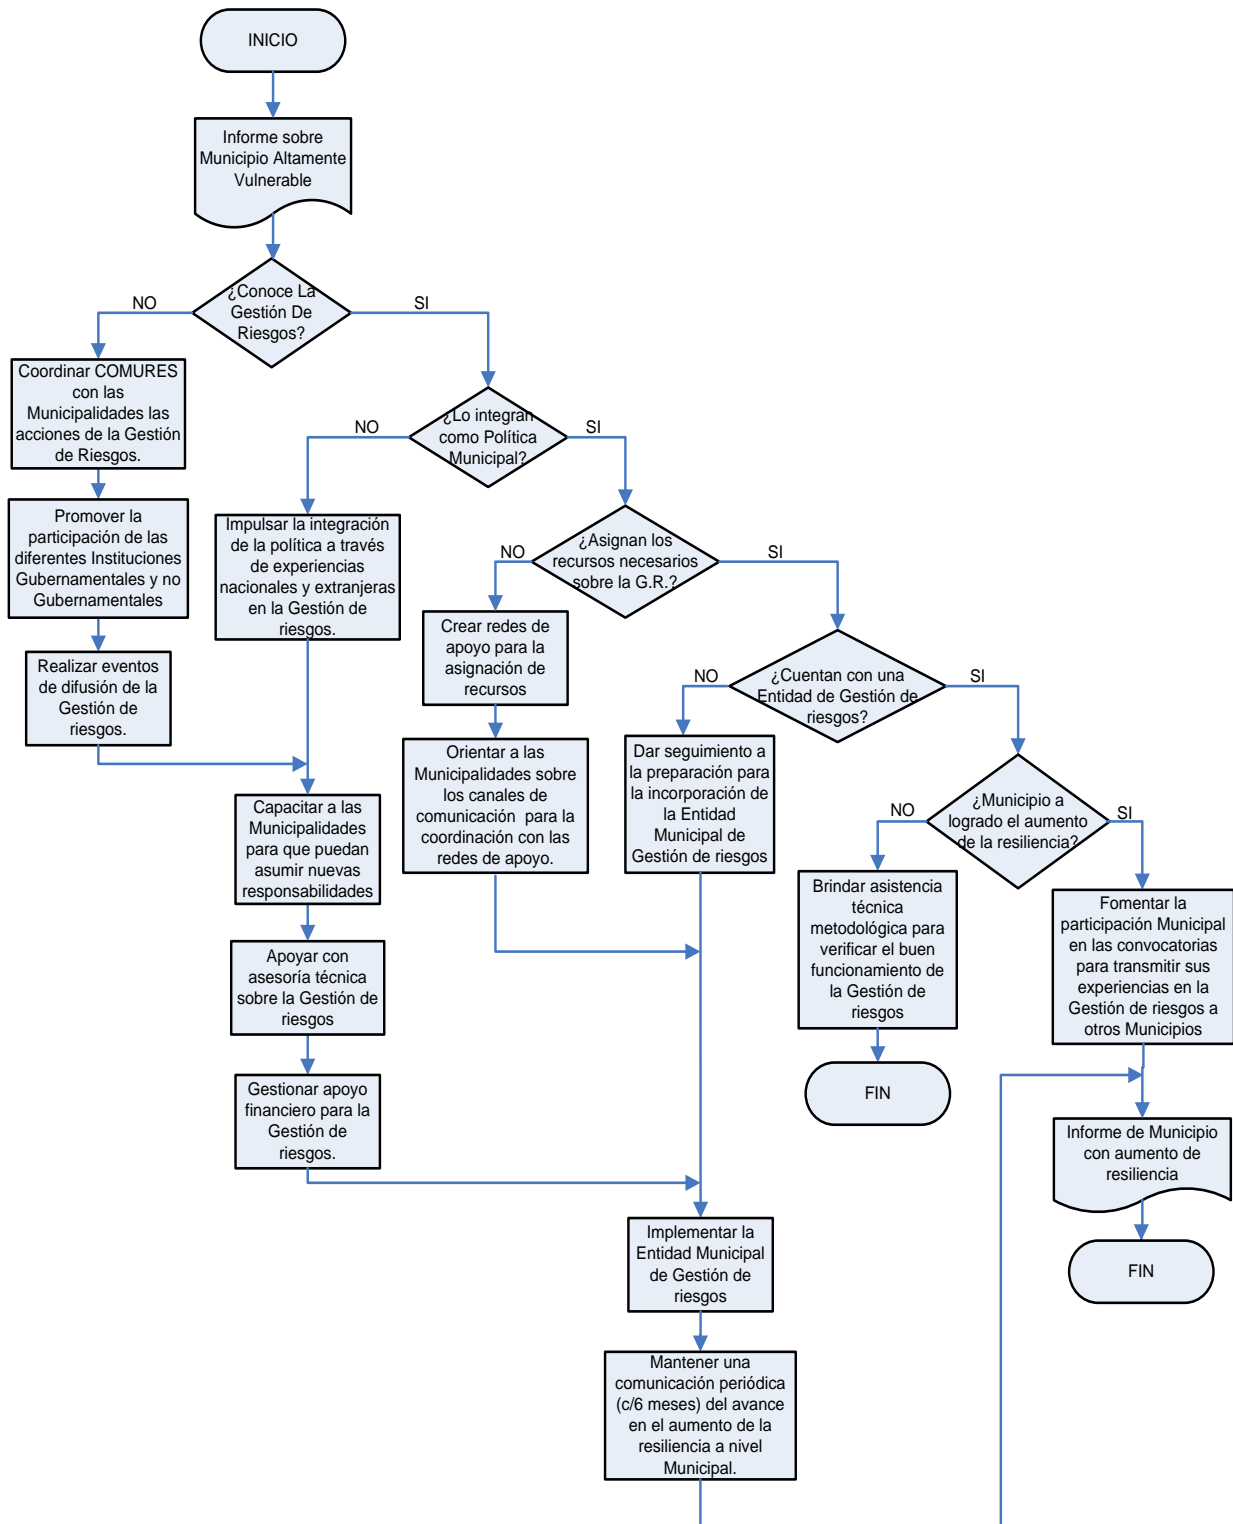 INICIO
Informe sobre
Municipio Altamente
Vulnerable
¿Conoce La
Gestión De
Riesgos?
NO
SI
Coordinar COMURES
con las
Municipalidades las
acciones de la Gestión
de Riesgos.
¿Lo integran
como Política
Municipal?
NO
SI
Promover la
participación de las
diferentes Instituciones
Gubernamentales y no
Gubernamentales
Impulsar la integración
de la política a través
de experiencias
nacionales y extranjeras
en la Gestión de
riesgos.
¿Asignan los
recursos necesarios
sobre la G.R.?
NO
SI
Realizar eventos
de difusión de la
Gestión de
riesgos.
Crear redes de
apoyo para la
asignación de
recursos
¿Cuentan con una
Entidad de Gestión de
riesgos?
NO
SI
Orientar a las
Municipalidades sobre
los canales de
comunicación para la
coordinación con las
redes de apoyo.
Dar seguimiento a
la preparación para
la incorporación de
la Entidad
Municipal de
Gestión de riesgos
¿Municipio a
logrado el aumento
de la resiliencia?
NO
SI
Capacitar a las
Municipalidades
para que puedan
asumir nuevas
responsabilidades
Brindar asistencia
técnica
metodológica para
verificar el buen
funcionamiento de
la Gestión de
riesgos
Fomentar la
participación Municipal
en las convocatorias
para transmitir sus
experiencias en la
Gestión de riesgos a
otros Municipios
Apoyar con
asesoría técnica
sobre la Gestión de
riesgos
Gestionar apoyo
financiero para la
Gestión de
riesgos.
FIN
Informe de Municipio
con aumento de
resiliencia
Implementar la
Entidad Municipal
de Gestión de
riesgos
FIN
Mantener una
comunicación periódica
(c/6 meses) del avance
en el aumento de la
resiliencia a nivel
Municipal.